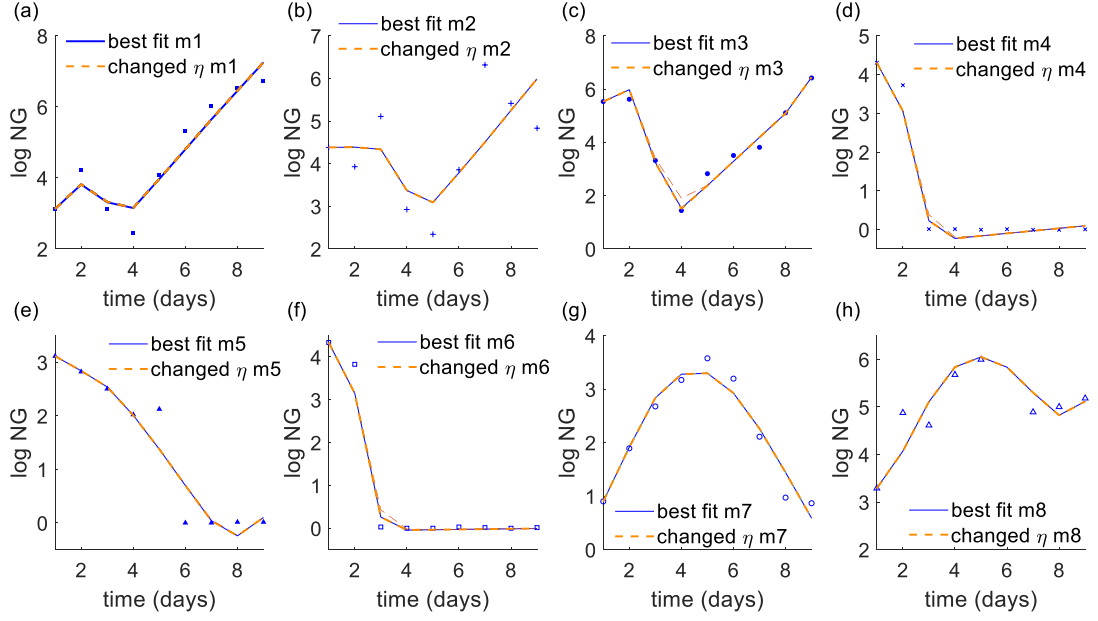 (a)
best fit m1
changed η m1
8
6
4
2
log NG
2 4 6 8
time (days)
(b)
best fit m2
changed η m2
7
6
5
4
3
2
log NG
2 4 6 8
time (days)
(c)
best fit m3
changed η m3
8
6
4
2
0
log NG
2 4 6 8
time (days)
(d)
best fit m4
changed η m4
5
4
3
2
1
0
log NG
2 4 6 8
time (days)
(e)
best fit m5
changed η m5
3
2
1
0
log NG
2 4 6 8
time (days)
(f)
best fit m6
changed η m6
4
3
2
1
0
log NG
2 4 6 8
time (days)
(g)
4
3
2
1
0
log NG
best fit m7
changed η m7
2 4 6 8
time (days)
(h)
6
5
4
3
2
log NG
best fit m8
changed η m8
2 4 6 8
time (days)